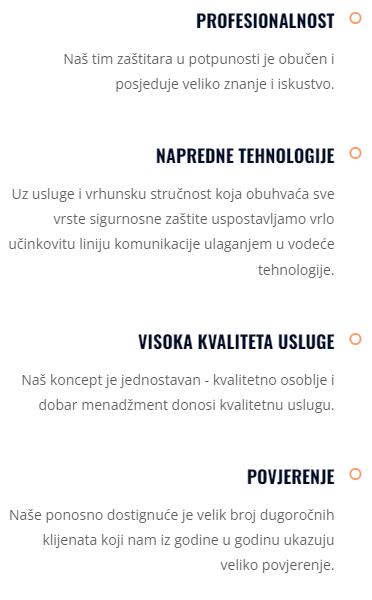 PROFESIONALNOST
Naš tim zaštitara u potpunosti je obučen i
posjeduje veliko znanje i iskustvo.
NAPREDNE TEHNOLOGIJE
Uz usluge i vrhunsku stručnost koja obuhvaća sve
vrste sigurnosne zaštite uspostavljamo vrlo
učinkovitu liniju komunikacije ulaganjem u vodeće
tehnologije.
VISOKA KVALITETA USLUGE
Naš koncept je jednostavan - kvalitetno osoblje i
dobar menadžment donosi kvalitetnu uslugu.
POVJERENJE
Naše ponosno dostignuće je velik broj dugoročnih
klijenata koji nam iz godine u godinu ukazuju
veliko povjerenje.